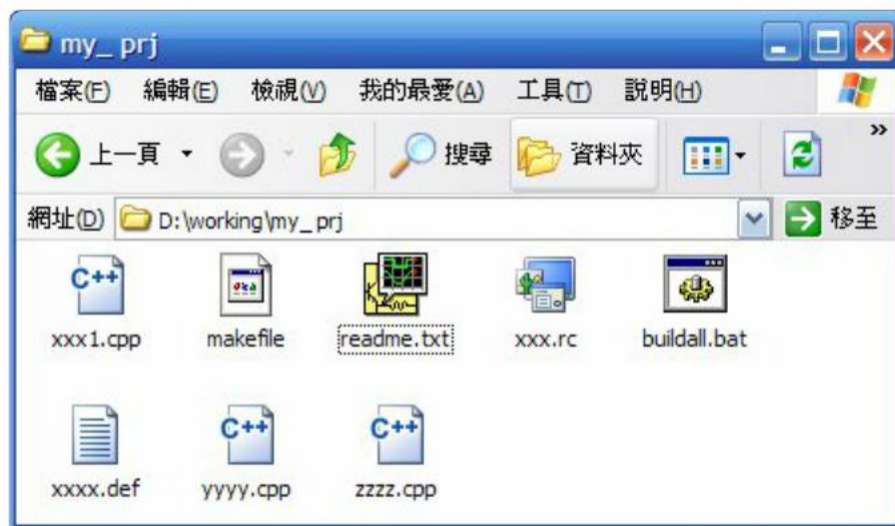 my_ prj
檔案(F) 編輯(E) 檢視(V) 我的最愛(A) 工具(T) 說明(H)
上一頁 搜尋 資料夾 »
網址(D) D:\working\my_ prj 移至
C++
xxx1.cpp makefile readme.txt xxx.rc buildall.bat
C++ C++
xxxx.def yyyy.cpp zzzz.cpp